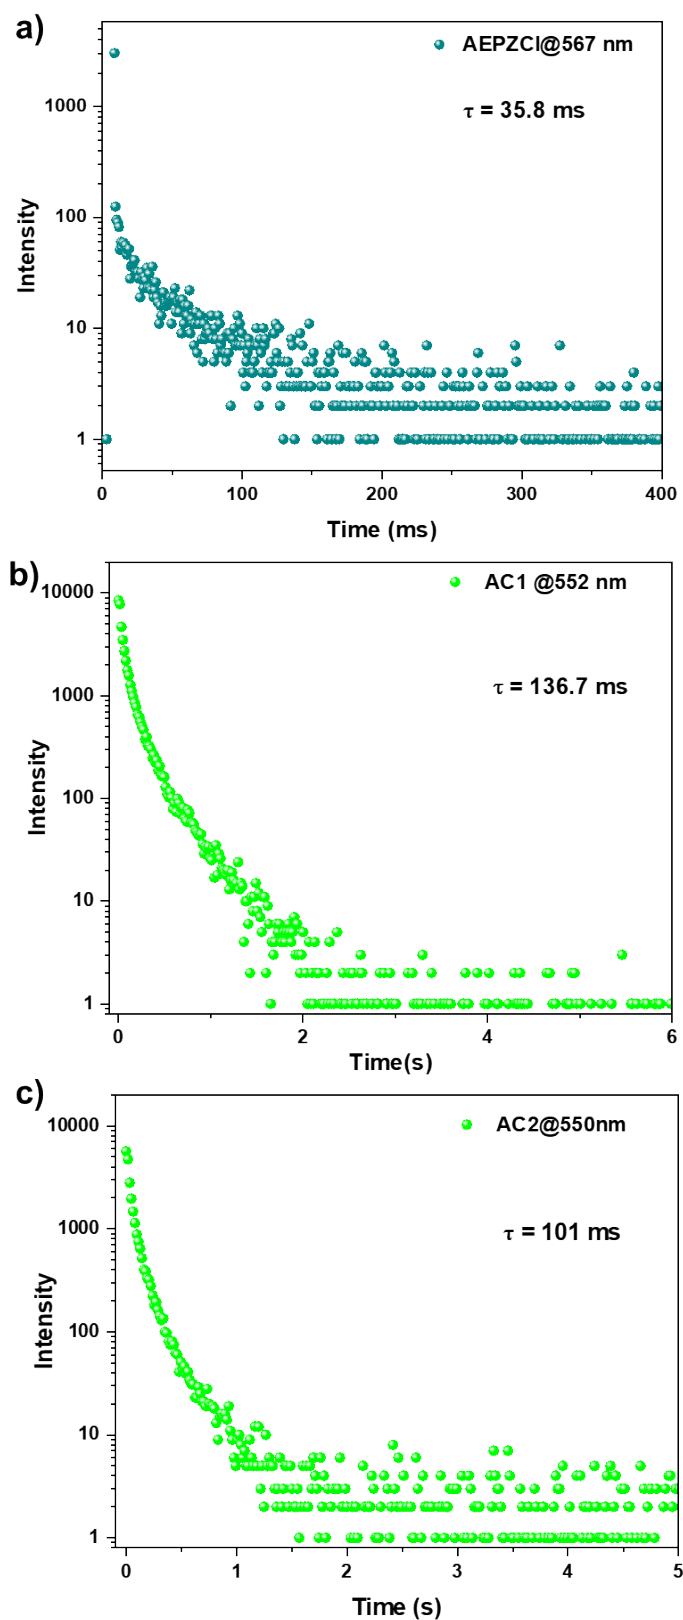 a)
AEPZCl@567 nm
τ = 35.8 ms
1000
100
10
1
Intensity
0 100 200 300 400
Time (ms)
b)
AC1 @552 nm
τ = 136.7 ms
10000
1000
100
10
1
Intensity
0 2 4 6
Time(s)
c)
AC2@550nm
τ = 101 ms
10000
1000
100
10
1
Intensity
0 1 2 3 4 5
Time (s)